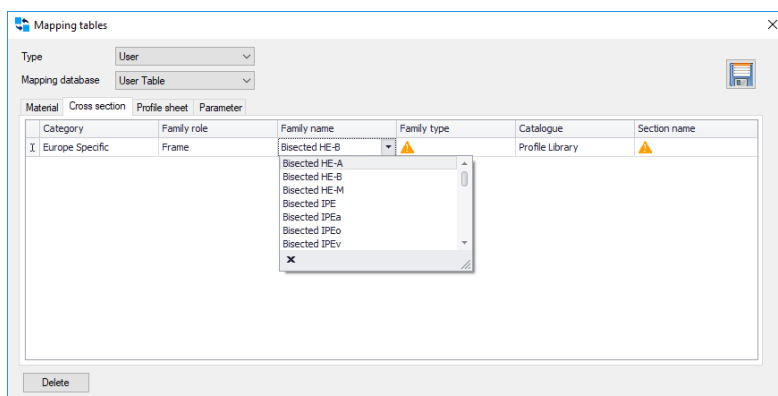 Mapping tables
Type User
Mapping database User Table
Material Cross section Profile sheet Parameter
Category Family role Family name Family type Catalogue Section name
Europe Specific Frame Bisected HE-B Profile Library
Bisected HE-A
Bisected HE-B
Bisected HE-M
Bisected IPE
Bisected IPEa
Bisected IPEo
Bisected IPEv
Delete